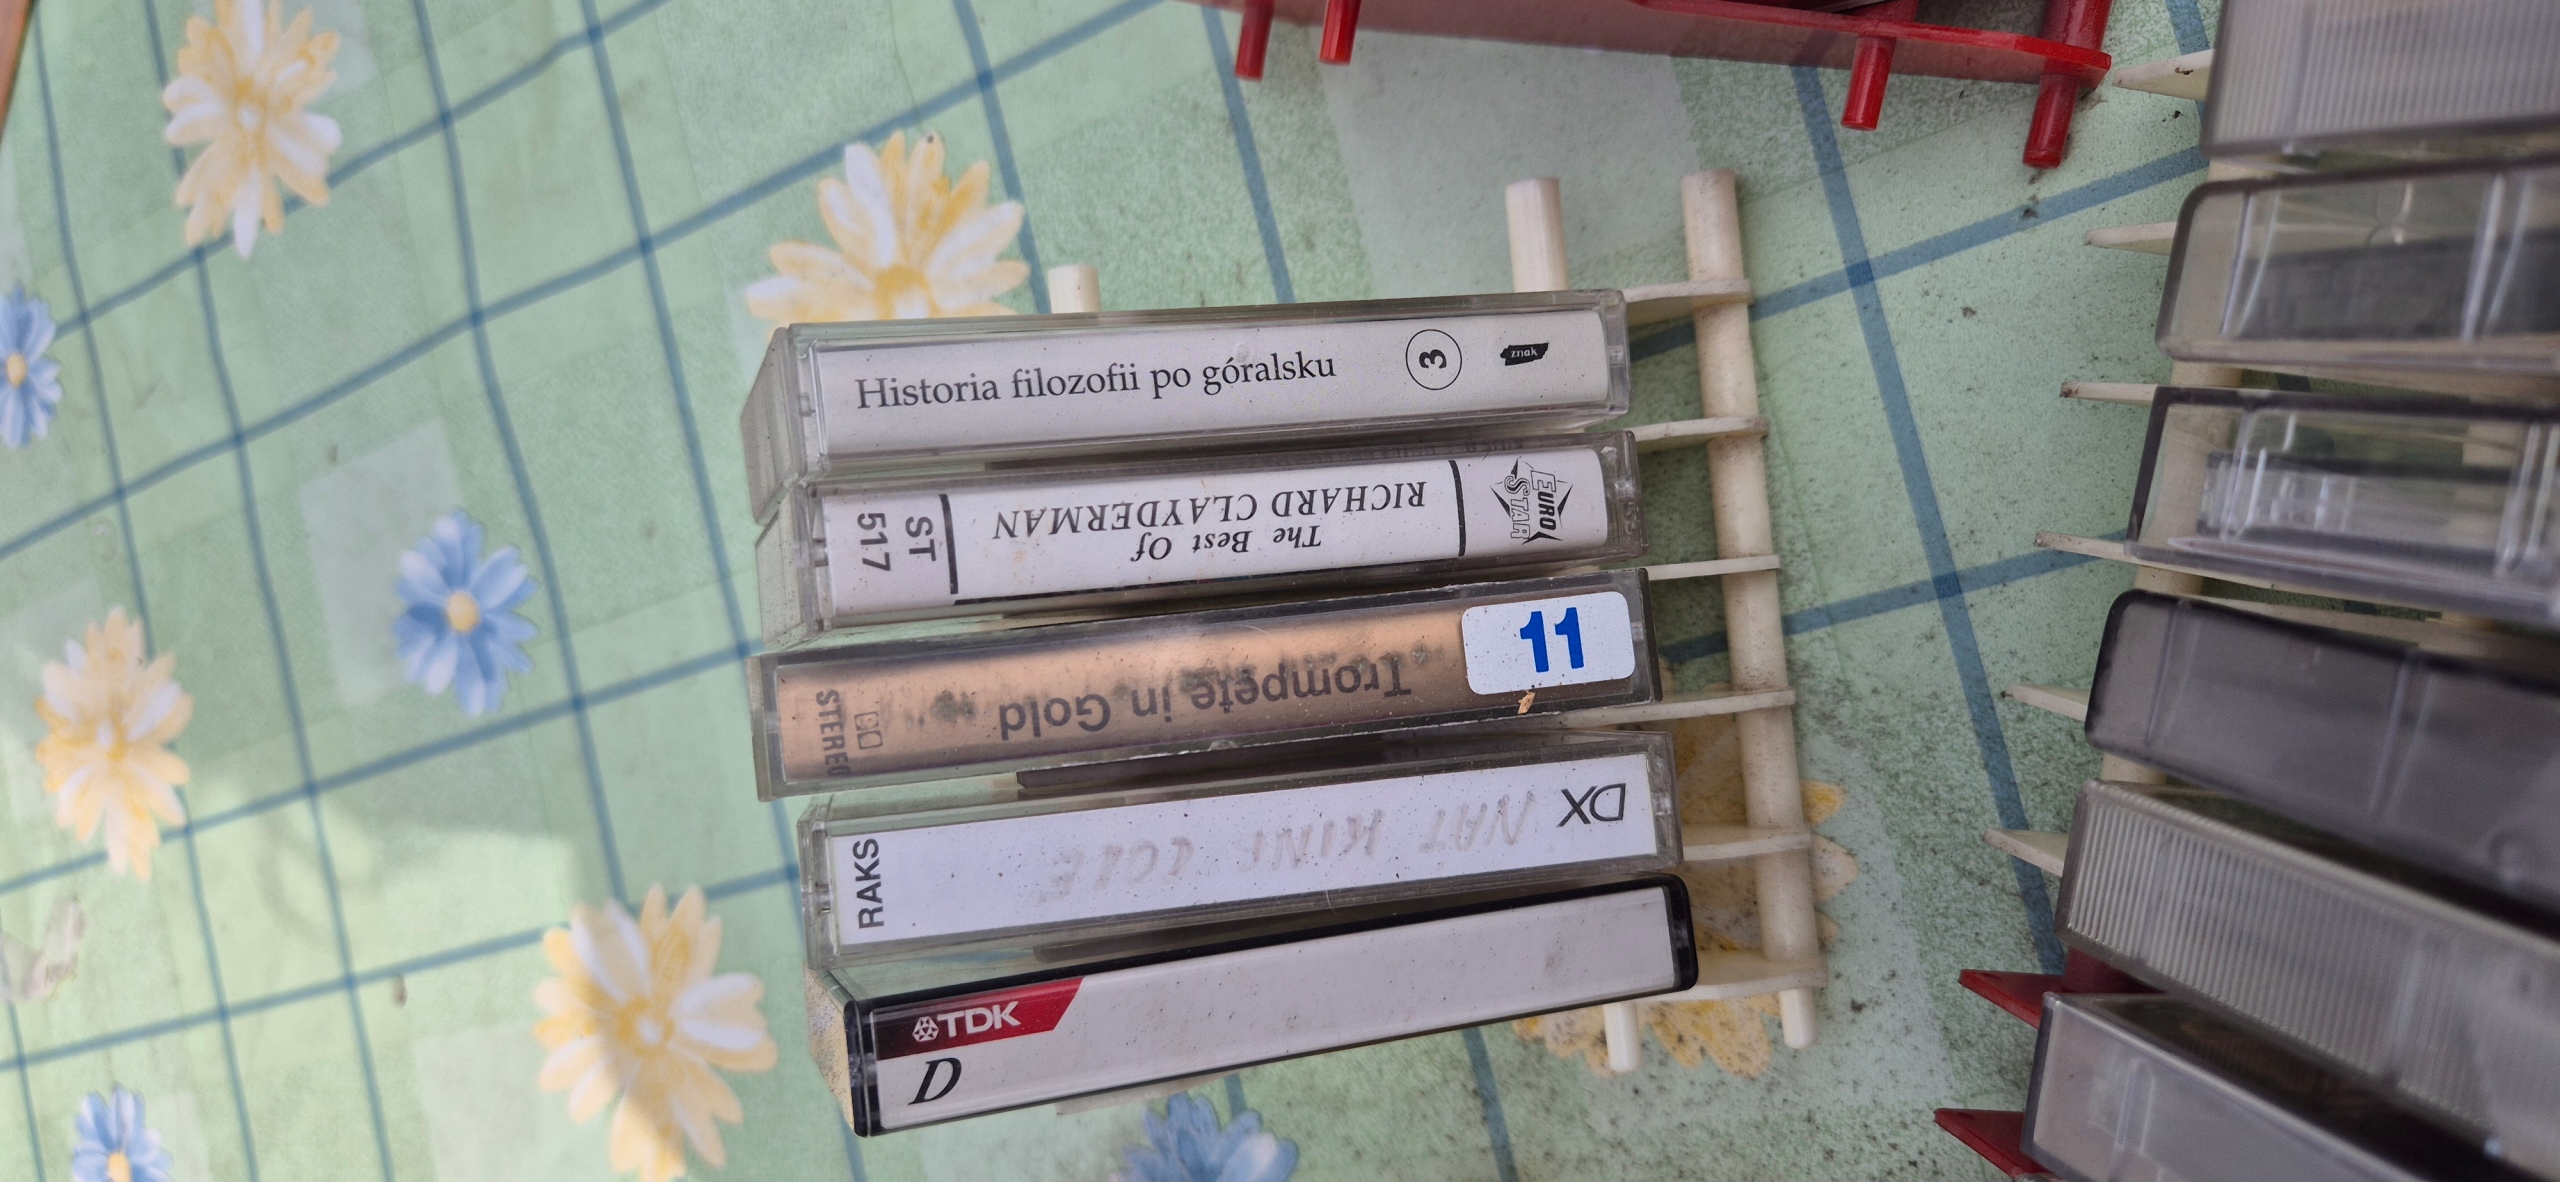 Historia filozofii po góralsku
3
znak
EURO
STAR
The Best Of
RICHARD CLAYDERMAN
ST
517
11
Trompete in Gold
STEREO
DX
NAT KING COLE
RAKS
TDK
D